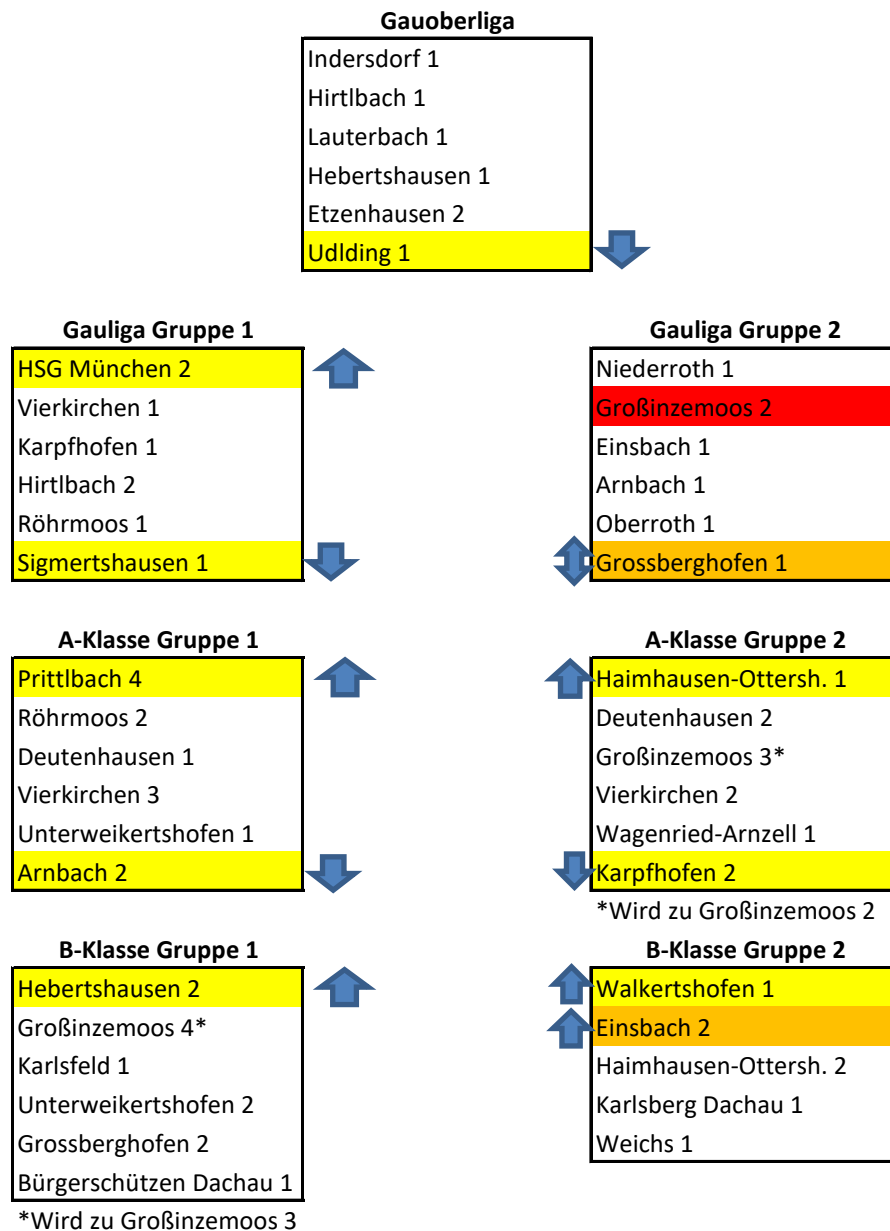 Gauoberliga
Indersdorf 1
Hirtlbach 1
Lauterbach 1
Hebertshausen 1
Etzenhausen 2
Udlding 1
Gauliga Gruppe 1
HSG München 2
Vierkirchen 1
Karpfhofen 1
Hirtlbach 2
Röhrmoos 1
Sigmertshausen 1
Gauliga Gruppe 2
Niederroth 1
Großinzemoos 2
Einsbach 1
Arnbach 1
Oberroth 1
Grossberghofen 1
A-Klasse Gruppe 1
Prittlbach 4
Röhrmoos 2
Deutenhausen 1
Vierkirchen 3
Unterweikertshofen 1
Arnbach 2
A-Klasse Gruppe 2
Haimhausen-Ottersh. 1
Deutenhausen 2
Großinzemoos 3*
Vierkirchen 2
Wagenried-Arnzell 1
Karpfhofen 2
*Wird zu Großinzemoos 2
B-Klasse Gruppe 1
Hebertshausen 2
Großinzemoos 4*
Karlsfeld 1
Unterweikertshofen 2
Grossberghofen 2
Bürgerschützen Dachau 1
*Wird zu Großinzemoos 3
B-Klasse Gruppe 2
Walkertshofen 1
Einsbach 2
Haimhausen-Ottersh. 2
Karlsberg Dachau 1
Weichs 1